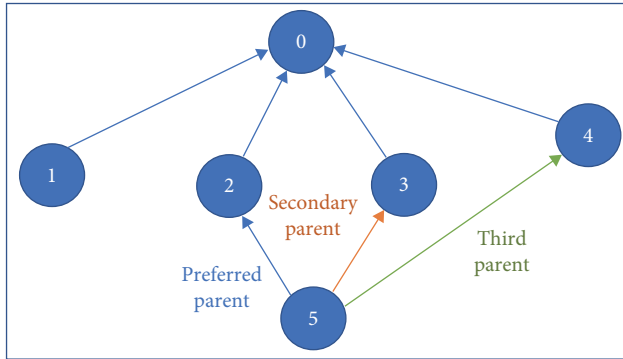 0
1
2
3
4
Secondary
parent
Third
parent
Preferred
parent
5